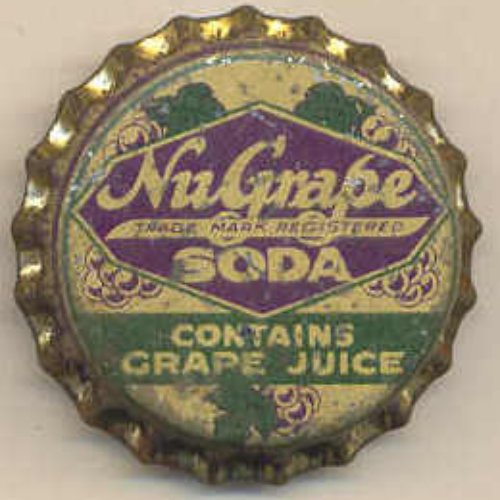 NuGrape
TRADE MARK REGISTERED
SODA
CONTAINS
GRAPE JUICE